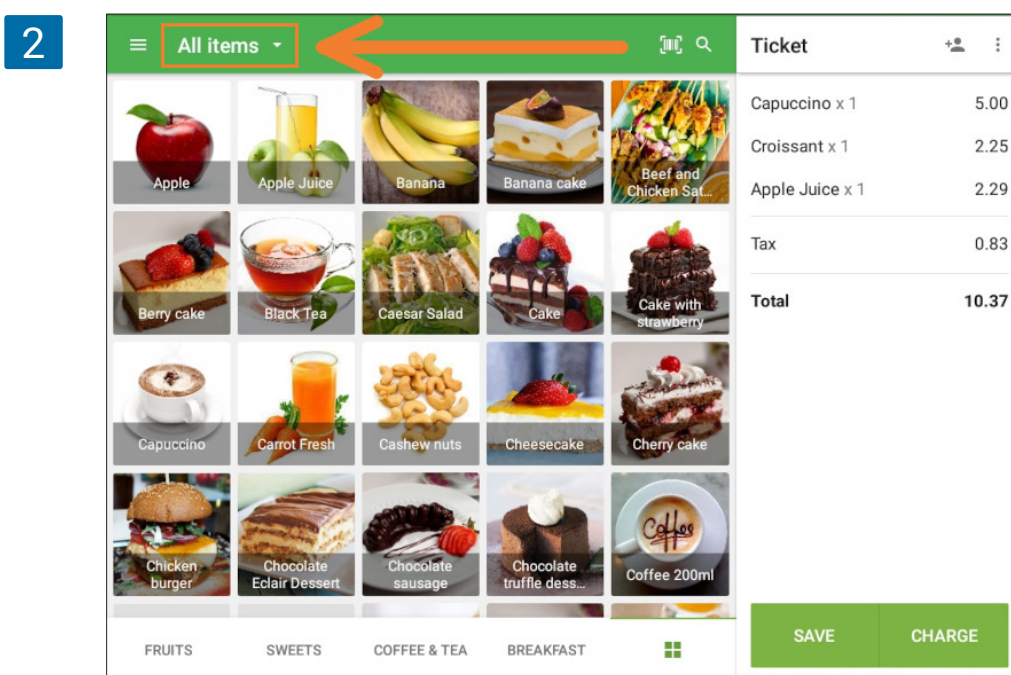 2
All items
Ticket
Apple
Apple Juice
Banana
Banana cake
Beef and
Chicken Sat...
Berry cake
Black Tea
Caesar Salad
Cake
Cake with
strawberry
Capuccino
Carrot Fresh
Cashew nuts
Cheesecake
Cherry cake
Chicken
burger
Chocolate
Eclair Dessert
Chocolate
sausage
Chocolate
truffle dess...
Coffee
Coffee 200ml
FRUITS
SWEETS
COFFEE & TEA
BREAKFAST
Capuccino x 1 5.00
Croissant x 1 2.25
Apple Juice x 1 2.29
Tax 0.83
Total 10.37
SAVE
CHARGE